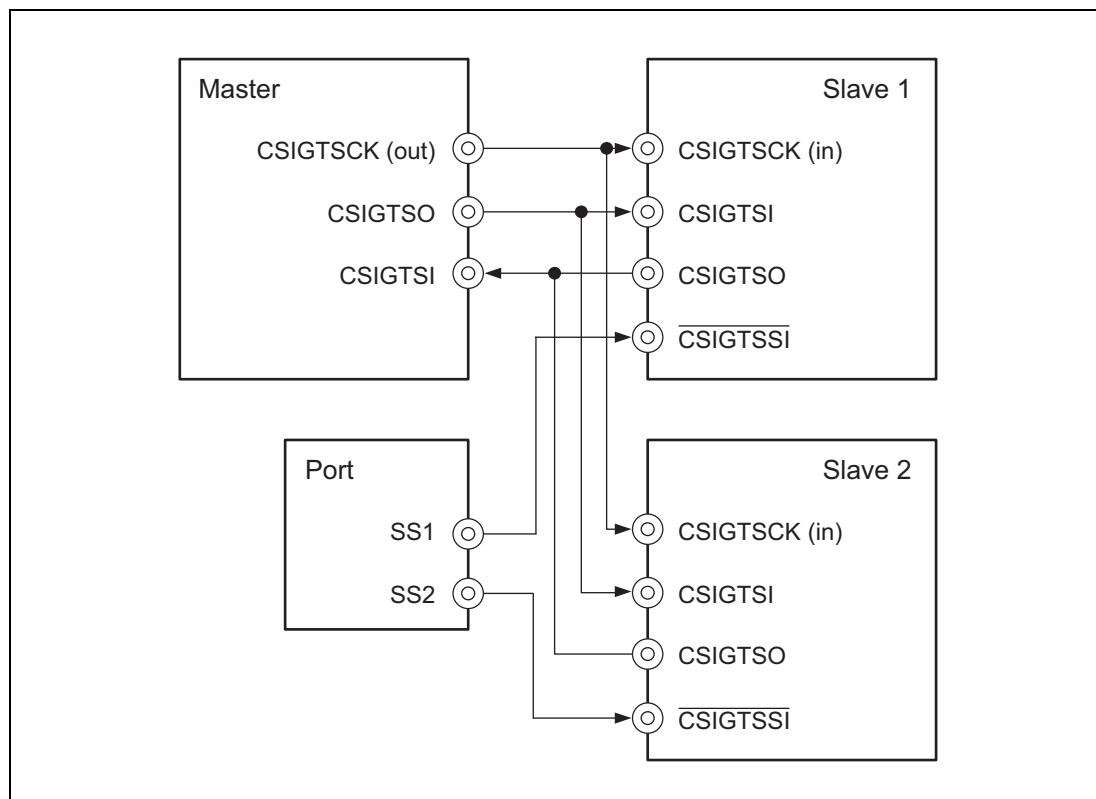 Master
CSIGTSCK (out)
CSIGTSO
CSIGTSI
Slave 1
CSIGTSCK (in)
CSIGTSI
CSIGTSO
CSIGTSSI
Port
SS1
SS2
Slave 2
CSIGTSCK (in)
CSIGTSI
CSIGTSO
CSIGTSSI